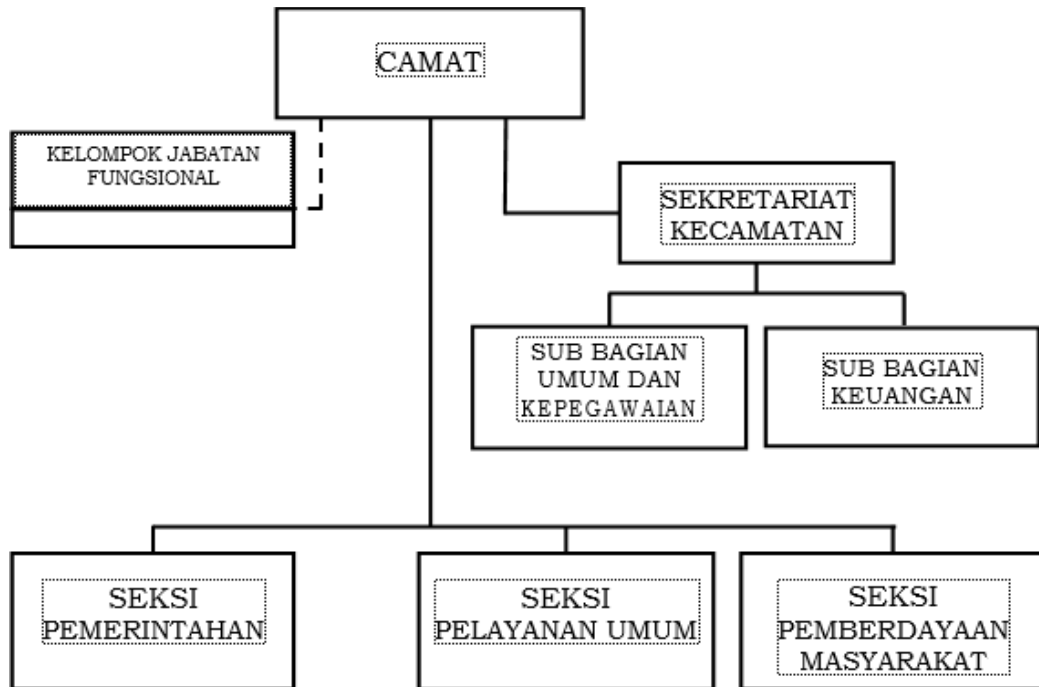 CAMAT
KELOMPOK JABATAN
FUNGSIONAL
SEKRETARIAT
KECAMATAN
SUB BAGIAN
UMUM DAN
KEPEGAWAIAN
SUB BAGIAN
KEUANGAN
SEKSI
PEMERINTAHAN
SEKSI
PELAYANAN UMUM
SEKSI
PEMBERDAYAAN
MASYARAKAT